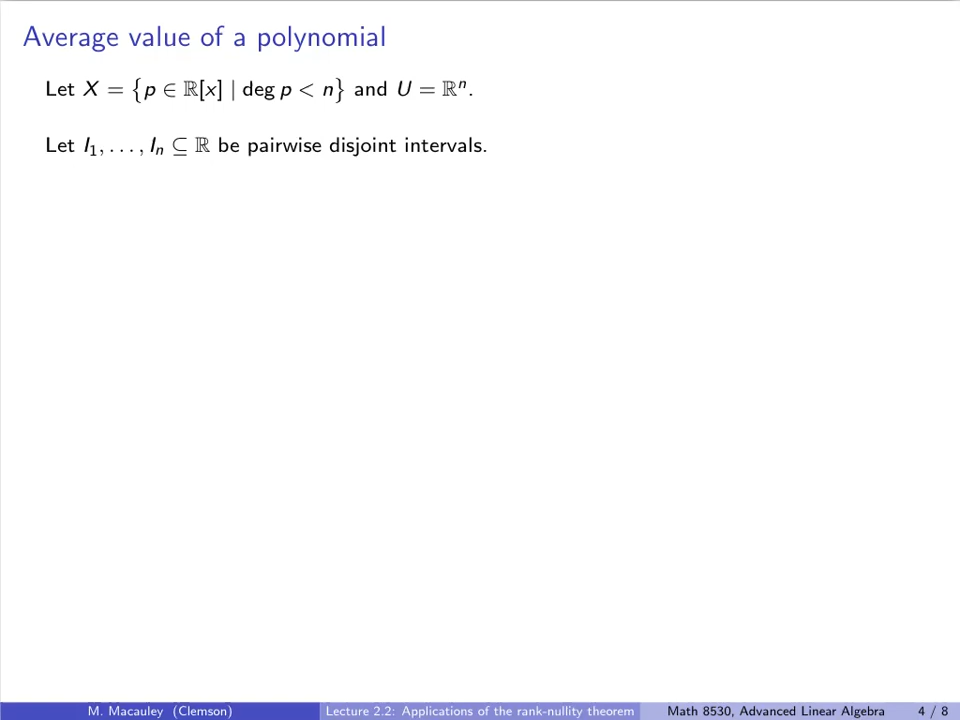 Average value of a polynomial
Let X = {p ∈ ℝ[x] | deg p < n} and U = ℝⁿ.
Let I₁, . . . , Iₙ ⊆ ℝ be pairwise disjoint intervals.
M. Macauley (Clemson) Lecture 2.2: Applications of the rank-nullity theorem Math 8530, Advanced Linear Algebra 4 / 8